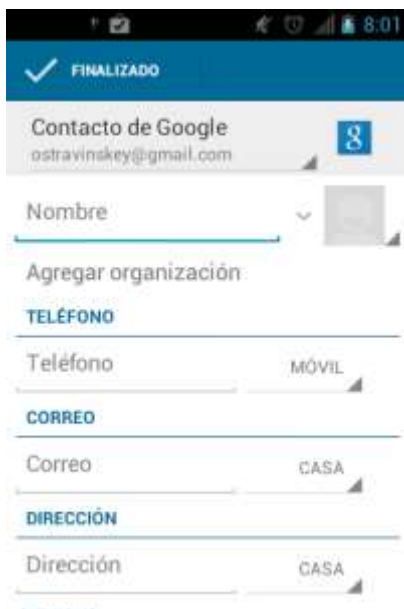 8:01
FINALIZADO
Contacto de Google
ostravinskey@gmail.com
8
Nombre
Agregar organización
TELÉFONO
Teléfono
MÓVIL
CORREO
Correo
CASA
DIRECCIÓN
Dirección
CASA